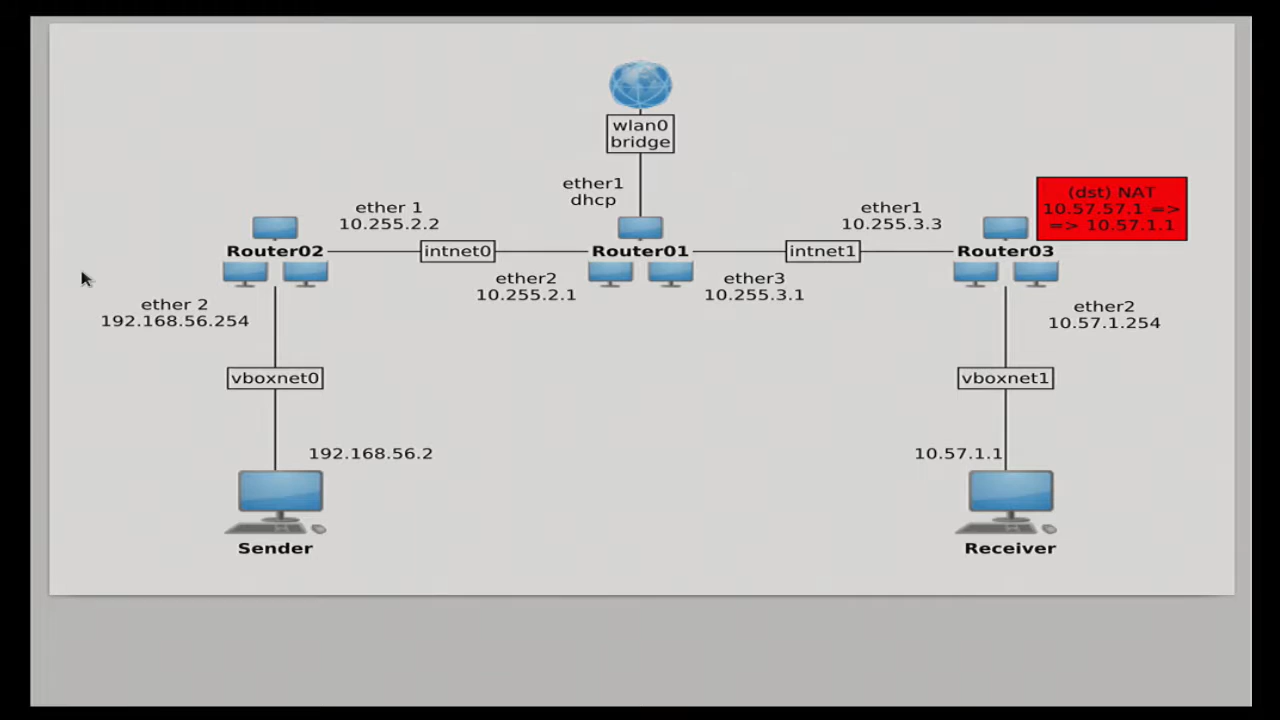 wlan0
bridge
ether1
dhcp
(dst) NAT
10.57.57.1 =>
=> 10.57.1.1
ether 1
10.255.2.2
ether1
10.255.3.3
Router02
intnet0
Router01
intnet1
Router03
ether2
10.255.2.1
ether3
10.255.3.1
ether 2
192.168.56.254
ether2
10.57.1.254
vboxnet0
vboxnet1
192.168.56.2
10.57.1.1
Sender
Receiver